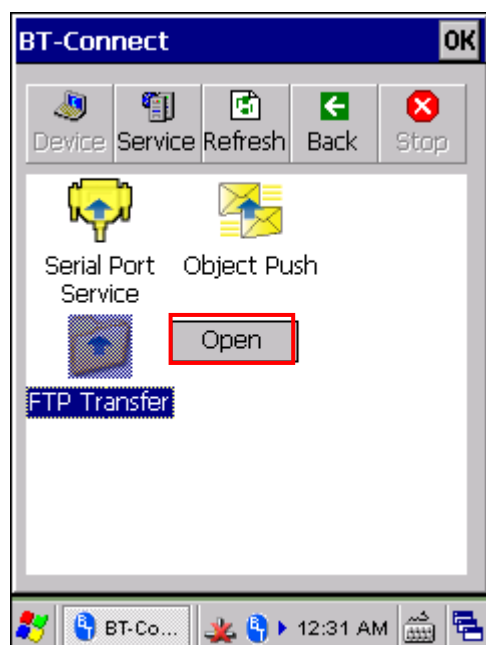 BT-Connect OK
Device Service Refresh Back Stop
Serial Port
Service
Object Push
FTP Transfer
Open
BT-Co... 12:31 AM